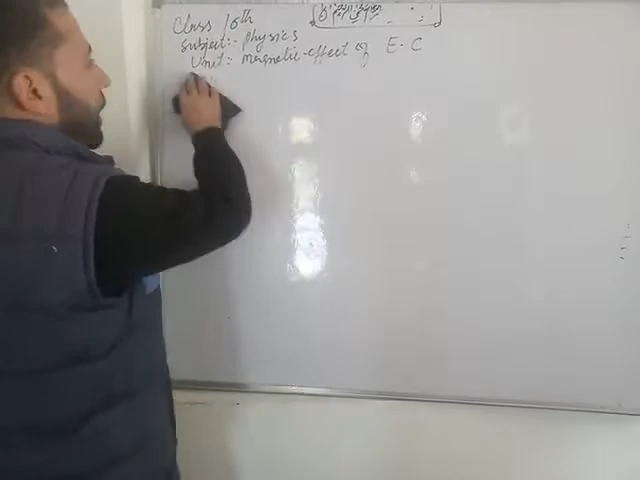 Class 10th
Subject:- Physics
Unit:- Magnetic effect of E.C